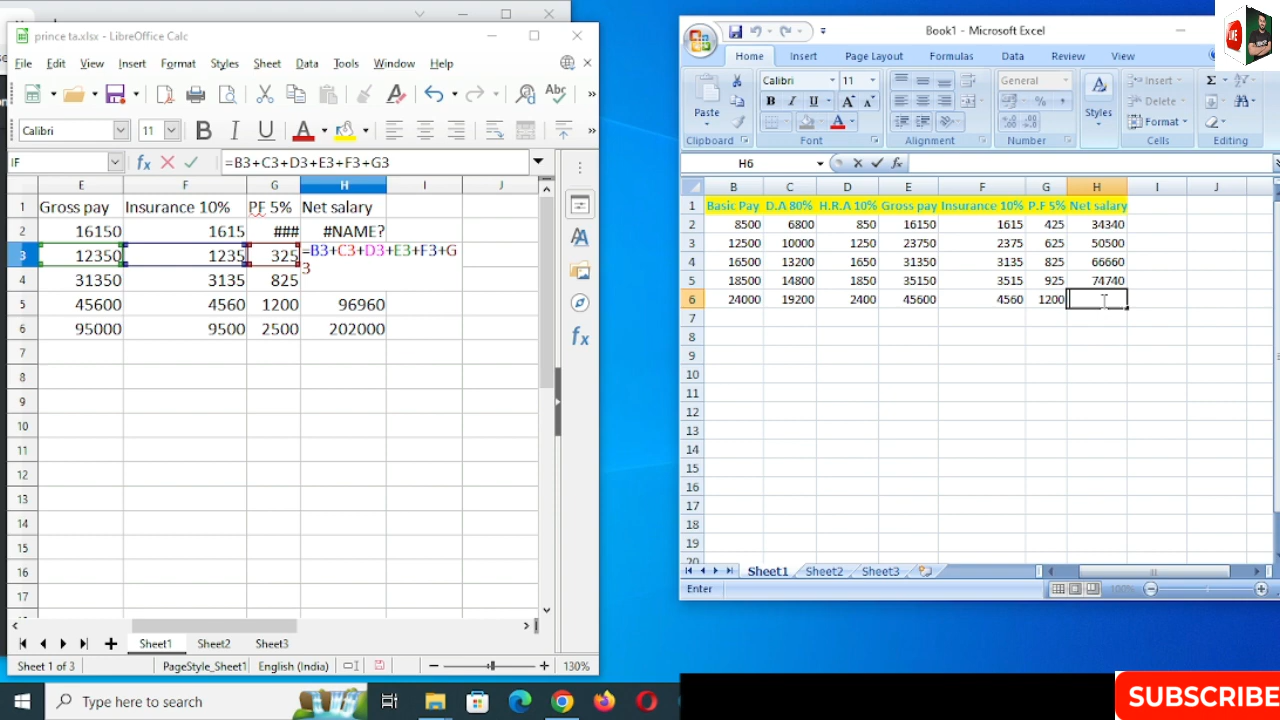 prince ta.xlsx - LibreOffice Calc
File Edit View Insert Format Styles Sheet Data Tools Window Help
Calibri 11 B I U A
IF fx =B3+C3+D3+E3+F3+G3
E F G H I J
1 Gross pay Insurance 10% PF 5% Net salary
2 16150 1615 ### #NAME?
3 12350 1235 325 =B3+C3+D3+E3+F3+G
3
4 31350 3135 825
5 45600 4560 1200 96960
6 95000 9500 2500 202000
7
8
9
10
11
12
13
14
15
16
17
Sheet1 Sheet2 Sheet3
Sheet 1 of 3 PageStyle_Sheet1 English (India) 130%
Type here to search
Book1 - Microsoft Excel
Home Insert Page Layout Formulas Data Review View
Paste
Calibri 11
B I U A A
General
Styles
Insert
Delete
Format
Clipboard Font Alignment Number Cells Editing
H6 fx
B C D E F G H I J
1 Basic Pay D.A 80% H.R.A 10% Gross pay Insurance 10% P.F 5% Net salary
2 8500 6800 850 16150 1615 425 34340
3 12500 10000 1250 23750 2375 625 50500
4 16500 13200 1650 31350 3135 825 66660
5 18500 14800 1850 35150 3515 925 74740
6 24000 19200 2400 45600 4560 1200
7
8
9
10
11
12
13
14
15
16
17
18
19
20
Sheet1 Sheet2 Sheet3
Enter 100%
LIVE
SUBSCRIBE